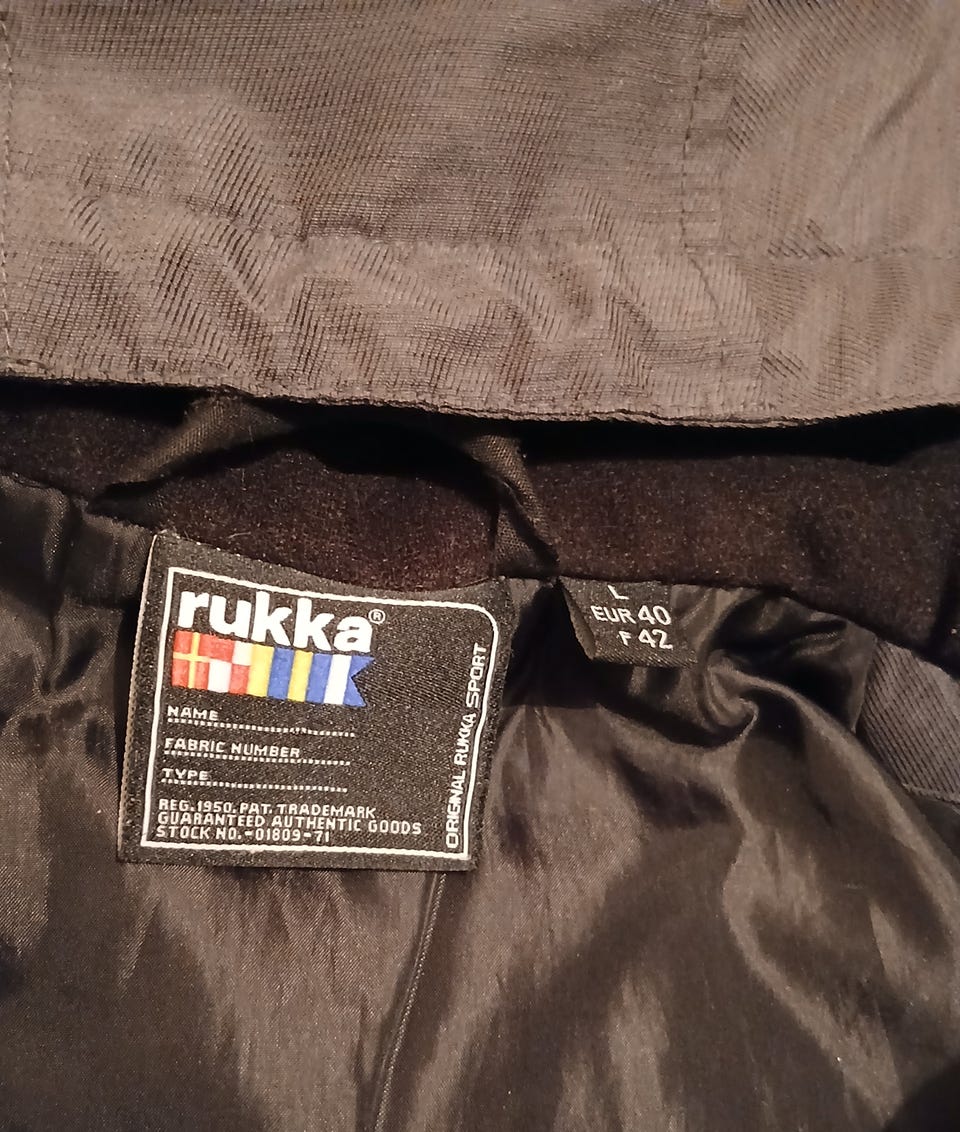 rukka®
NAME
FABRIC NUMBER
TYPE
REG. 1950. PAT. TRADEMARK
GUARANTEED AUTHENTIC GOODS
STOCK NO.-01809-71
ORIGINAL RUKKA SPORT
L
EUR 40
F 42